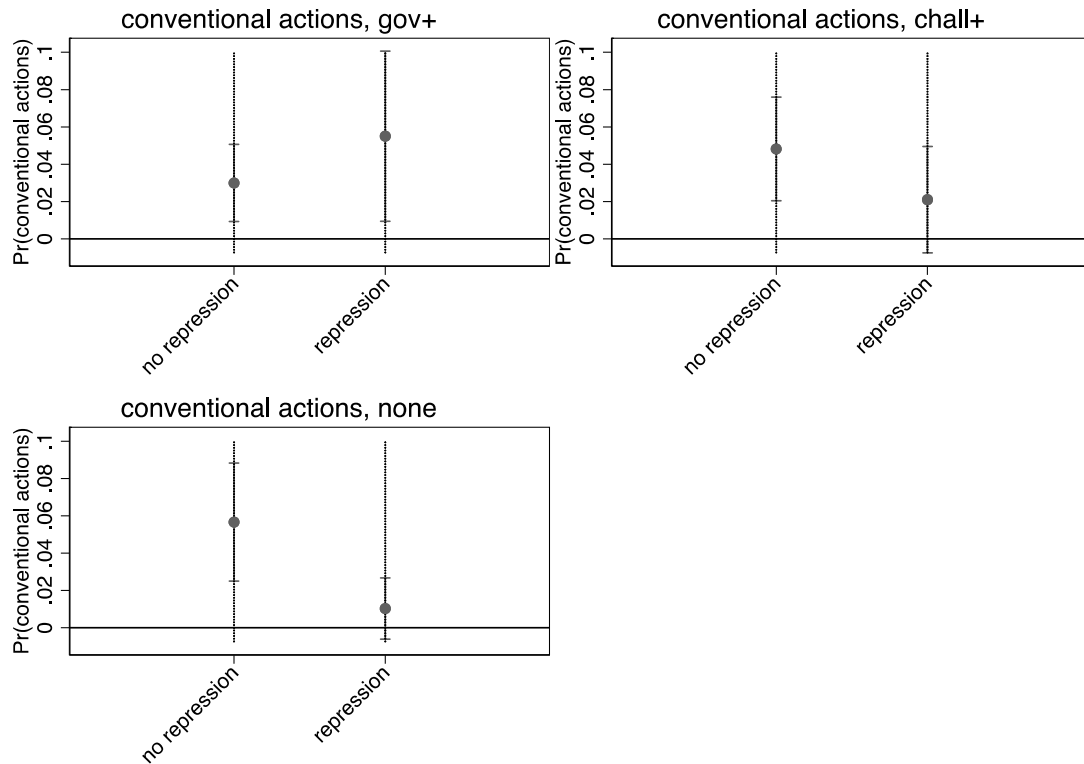 conventional actions, gov+
Pr(conventional actions)
.1
.08
.06
.04
.02
0
no repression
repression
conventional actions, chall+
Pr(conventional actions)
.1
.08
.06
.04
.02
0
no repression
repression
conventional actions, none
Pr(conventional actions)
.1
.08
.06
.04
.02
0
no repression
repression